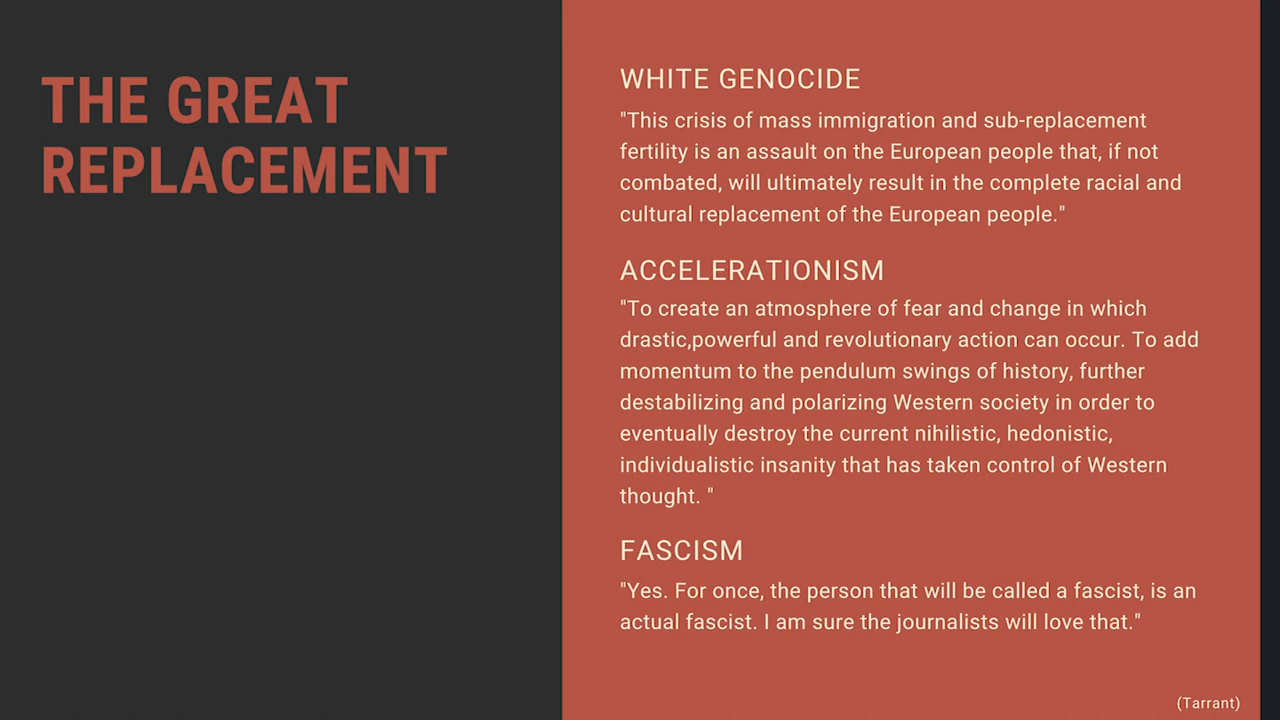 THE GREAT
REPLACEMENT
WHITE GENOCIDE
"This crisis of mass immigration and sub-replacement
fertility is an assault on the European people that, if not
combated, will ultimately result in the complete racial and
cultural replacement of the European people."
ACCELERATIONISM
"To create an atmosphere of fear and change in which
drastic,powerful and revolutionary action can occur. To add
momentum to the pendulum swings of history, further
destabilizing and polarizing Western society in order to
eventually destroy the current nihilistic, hedonistic,
individualistic insanity that has taken control of Western
thought. "
FASCISM
"Yes. For once, the person that will be called a fascist, is an
actual fascist. I am sure the journalists will love that."
(Tarrant)